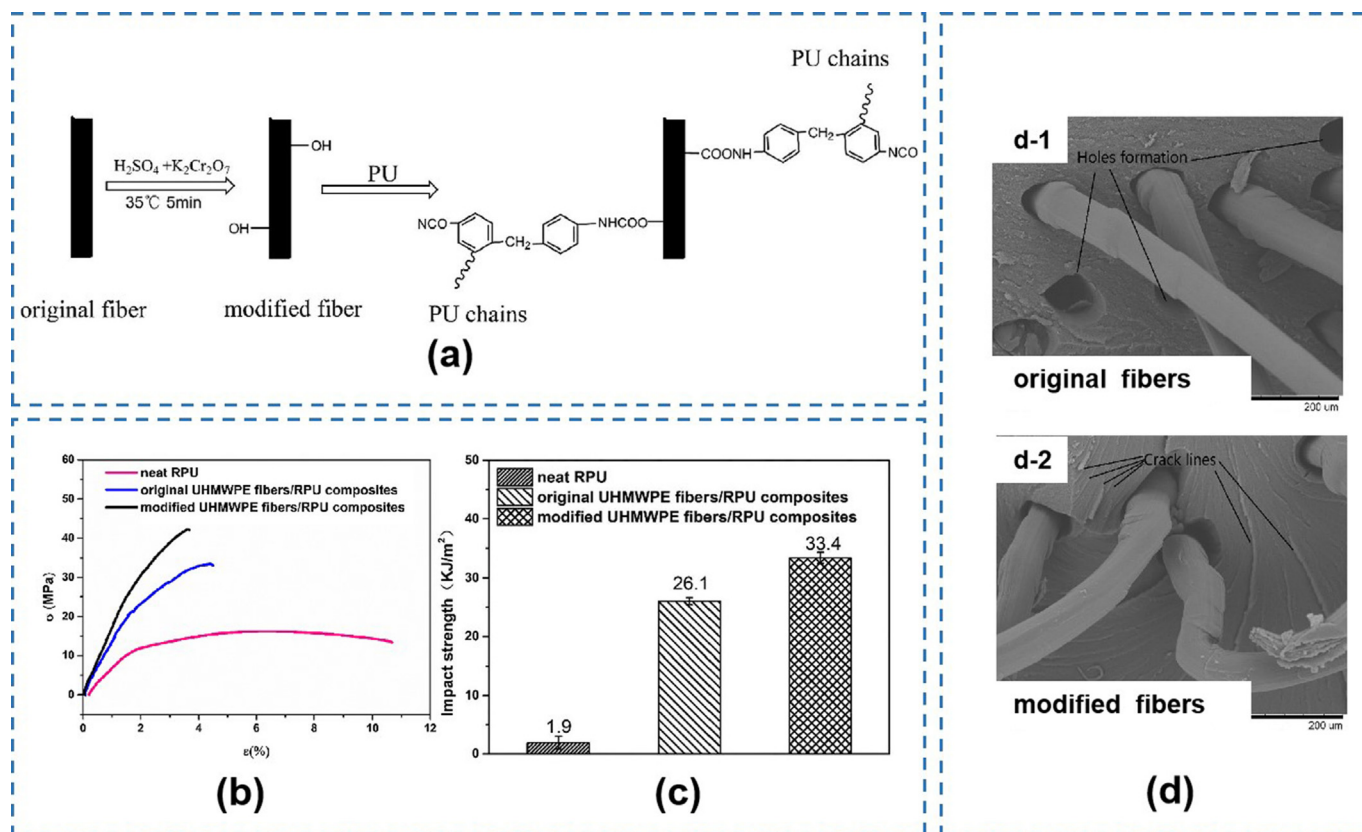 PU chains
OH
H₂SO₄ +K₂Cr₂O₇
35℃ 5min
PU
COONH
CH₂
NCO
OH
NCO
CH₂
NHCOO
original fiber
modified fiber
PU chains
(a)
60
50
40
30
20
10
0
σ (MPa)
neat RPU
original UHMWPE fibers/RPU composites
modified UHMWPE fibers/RPU composites
0 2 4 6 8 10 12
ε(%)
(b)
50
40
30
20
10
0
Impact strength (KJ/m²)
neat RPU
original UHMWPE fibers/RPU composites
modified UHMWPE fibers/RPU composites
1.9
26.1
33.4
(c)
d-1
Holes formation
original fibers
200 um
d-2
Crack lines
modified fibers
200 um
(d)